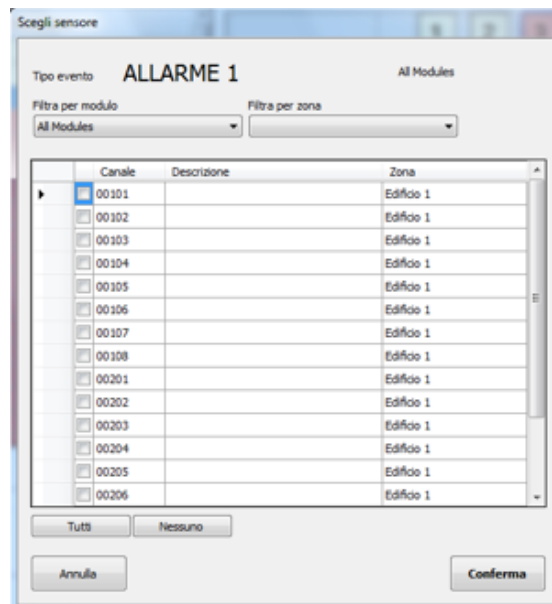 Scegli sensore
Tipo evento ALLARME 1 All Modules
Filtra per modulo Filtra per zona
All Modules
Canale Descrizione Zona
00101 Edificio 1
00102 Edificio 1
00103 Edificio 1
00104 Edificio 1
00105 Edificio 1
00106 Edificio 1
00107 Edificio 1
00108 Edificio 1
00201 Edificio 1
00202 Edificio 1
00203 Edificio 1
00204 Edificio 1
00205 Edificio 1
00206 Edificio 1
Tutti Nessuno
Annulla Conferma